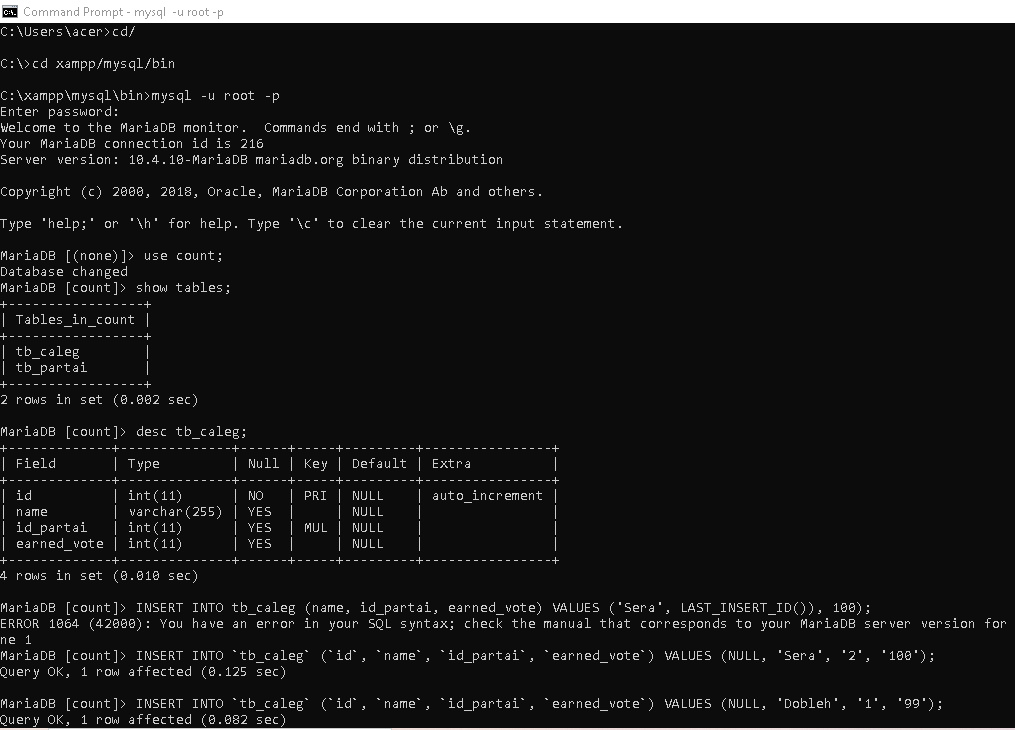 Command Prompt - mysql -u root -p
C:\Users\acer>cd/
C:\>cd xampp/mysql/bin
C:\xampp\mysql\bin>mysql -u root -p
Enter password:
Welcome to the MariaDB monitor.  Commands end with ; or \g.
Your MariaDB connection id is 216
Server version: 10.4.10-MariaDB mariadb.org binary distribution
Copyright (c) 2000, 2018, Oracle, MariaDB Corporation Ab and others.
Type 'help;' or '\h' for help. Type '\c' to clear the current input statement.
MariaDB [(none)]> use count;
Database changed
MariaDB [count]> show tables;
+-----------------+
| Tables_in_count |
+-----------------+
| tb_caleg        |
| tb_partai       |
+-----------------+
2 rows in set (0.002 sec)
MariaDB [count]> desc tb_caleg;
+-------------+--------------+------+-----+---------+----------------+
| Field       | Type         | Null | Key | Default | Extra          |
+-------------+--------------+------+-----+---------+----------------+
| id          | int(11)      | NO   | PRI | NULL    | auto_increment |
| name        | varchar(255) | YES  |     | NULL    |                |
| id_partai   | int(11)      | YES  | MUL | NULL    |                |
| earned_vote | int(11)      | YES  |     | NULL    |                |
+-------------+--------------+------+-----+---------+----------------+
4 rows in set (0.010 sec)
MariaDB [count]> INSERT INTO tb_caleg (name, id_partai, earned_vote) VALUES ('Sera', LAST_INSERT_ID()), 100);
ERROR 1064 (42000): You have an error in your SQL syntax; check the manual that corresponds to your MariaDB server version for
ne 1
MariaDB [count]> INSERT INTO `tb_caleg` (`id`, `name`, `id_partai`, `earned_vote`) VALUES (NULL, 'Sera', '2', '100');
Query OK, 1 row affected (0.125 sec)
MariaDB [count]> INSERT INTO `tb_caleg` (`id`, `name`, `id_partai`, `earned_vote`) VALUES (NULL, 'Dobleh', '1', '99');
Query OK, 1 row affected (0.082 sec)